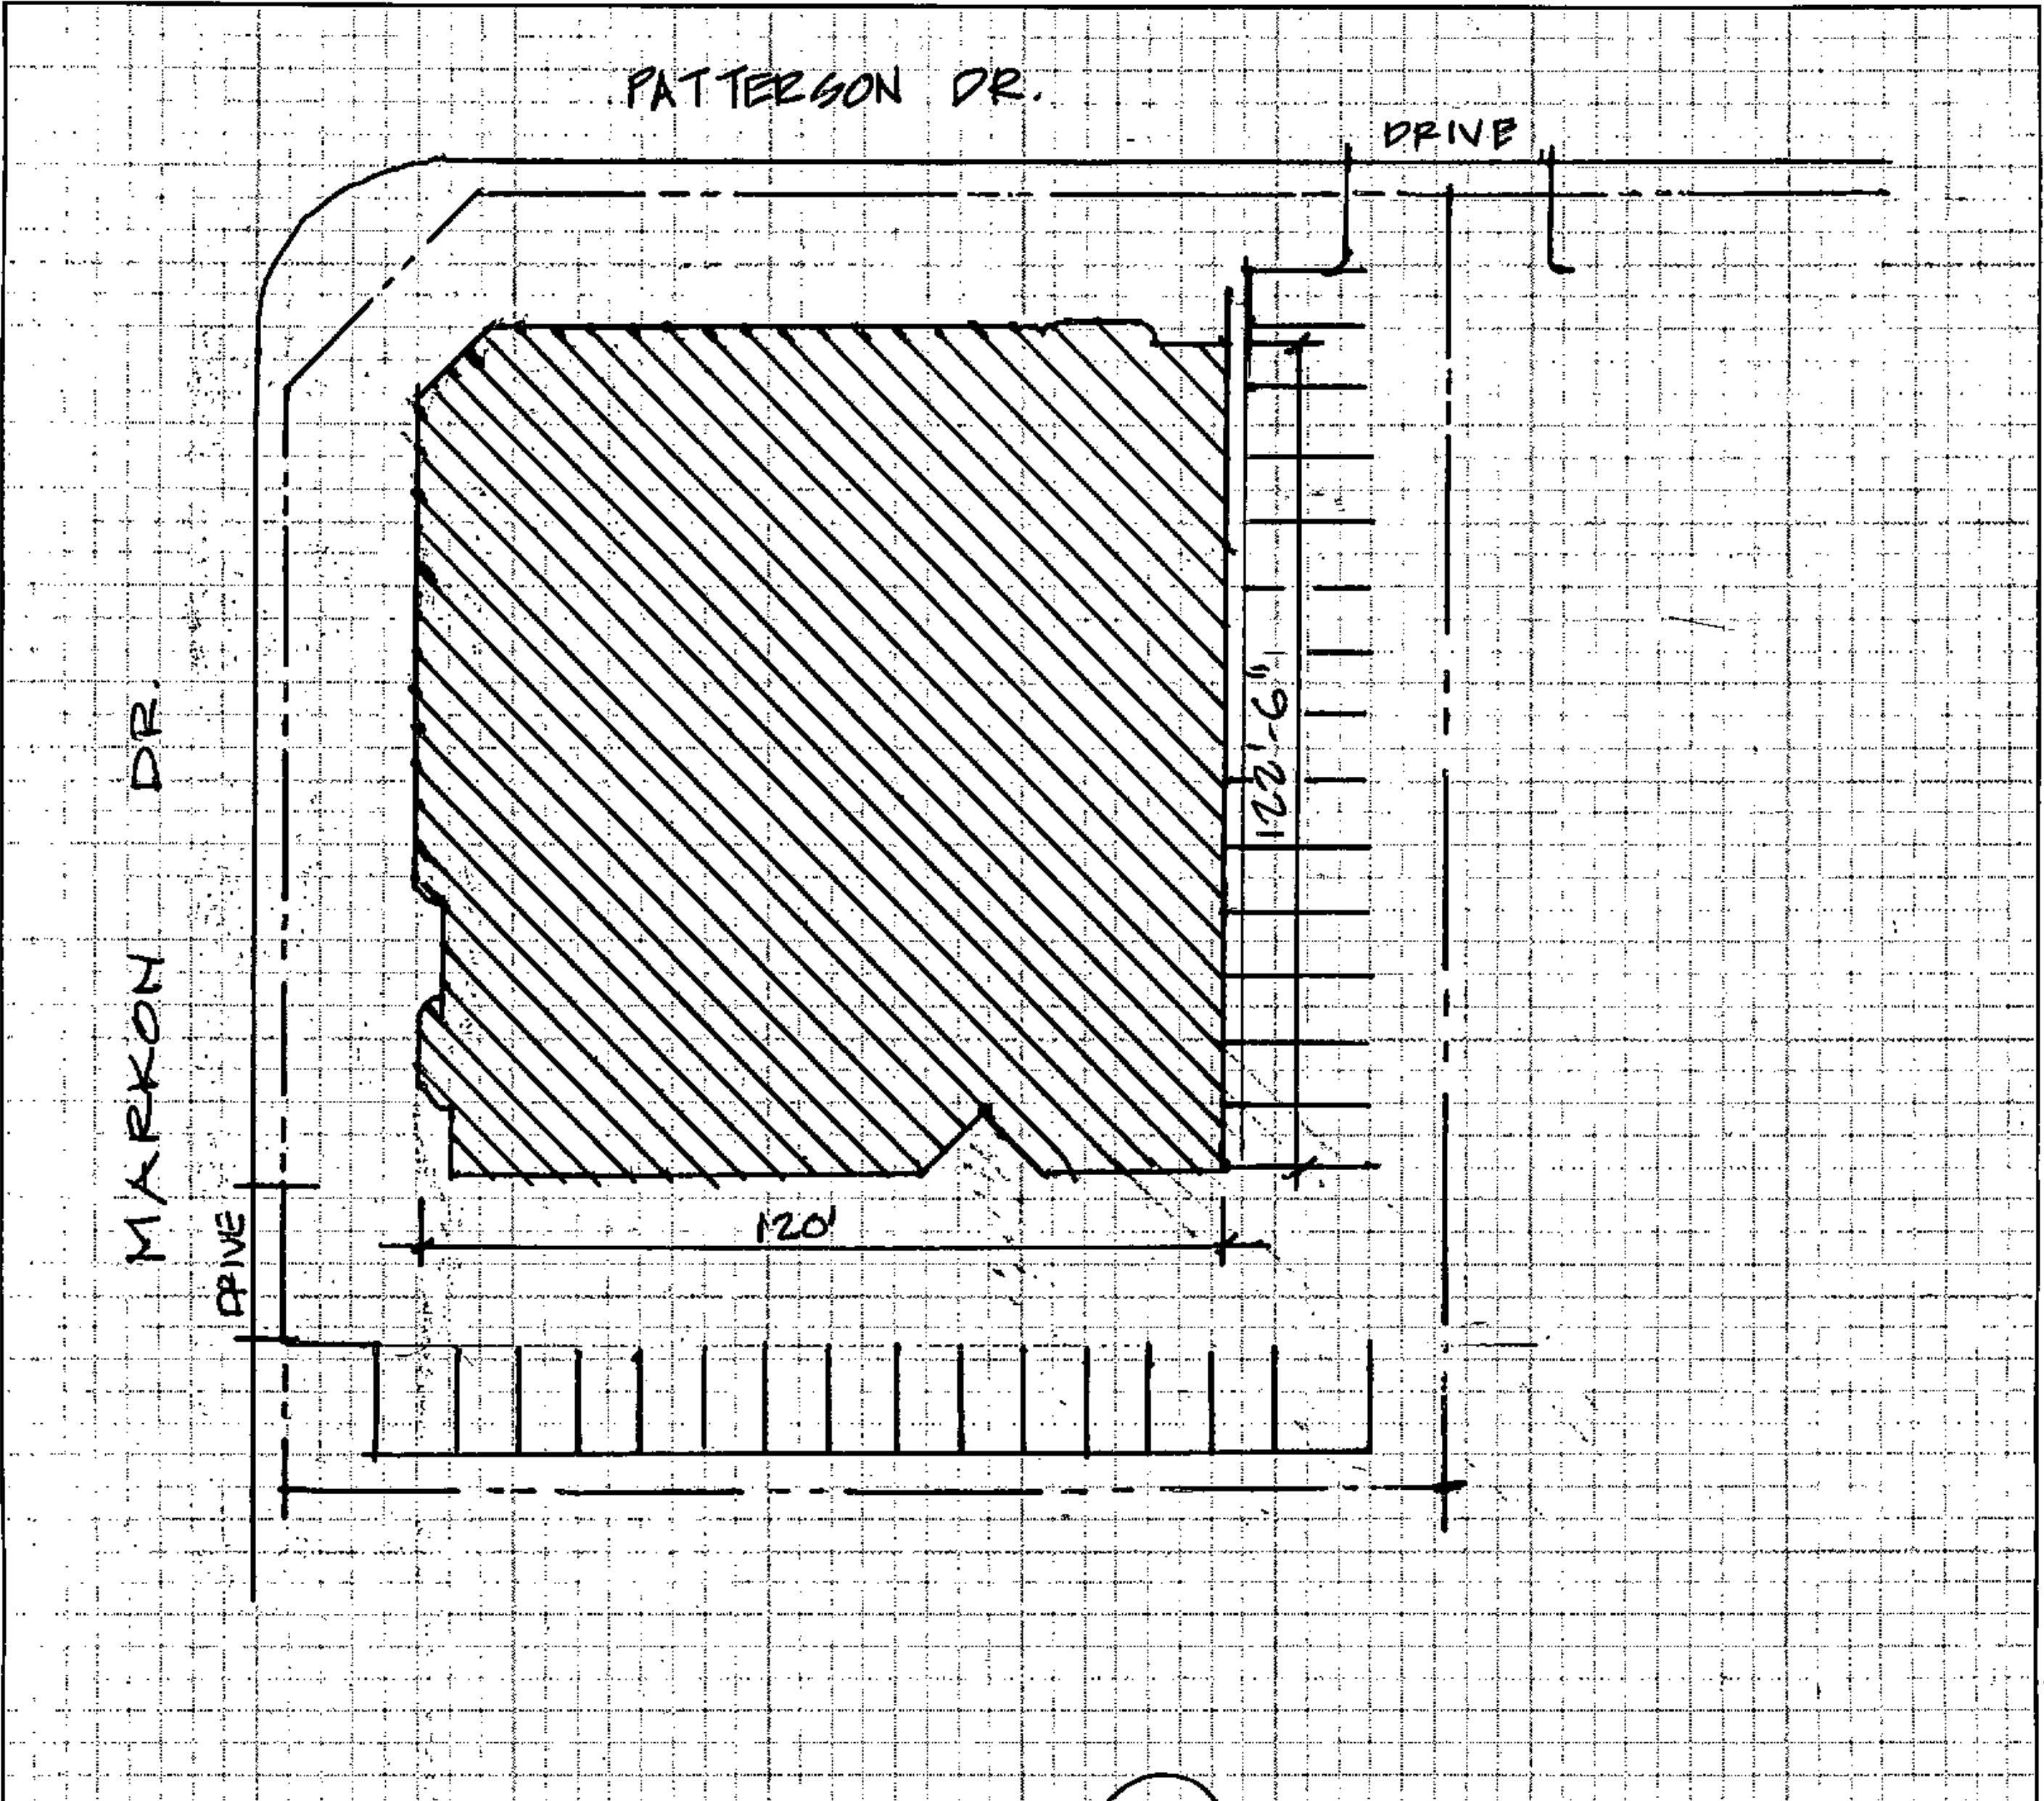 PATTERSON DR.
DRIVE
MARKON DR.
122'-6"
DRIVE
120'